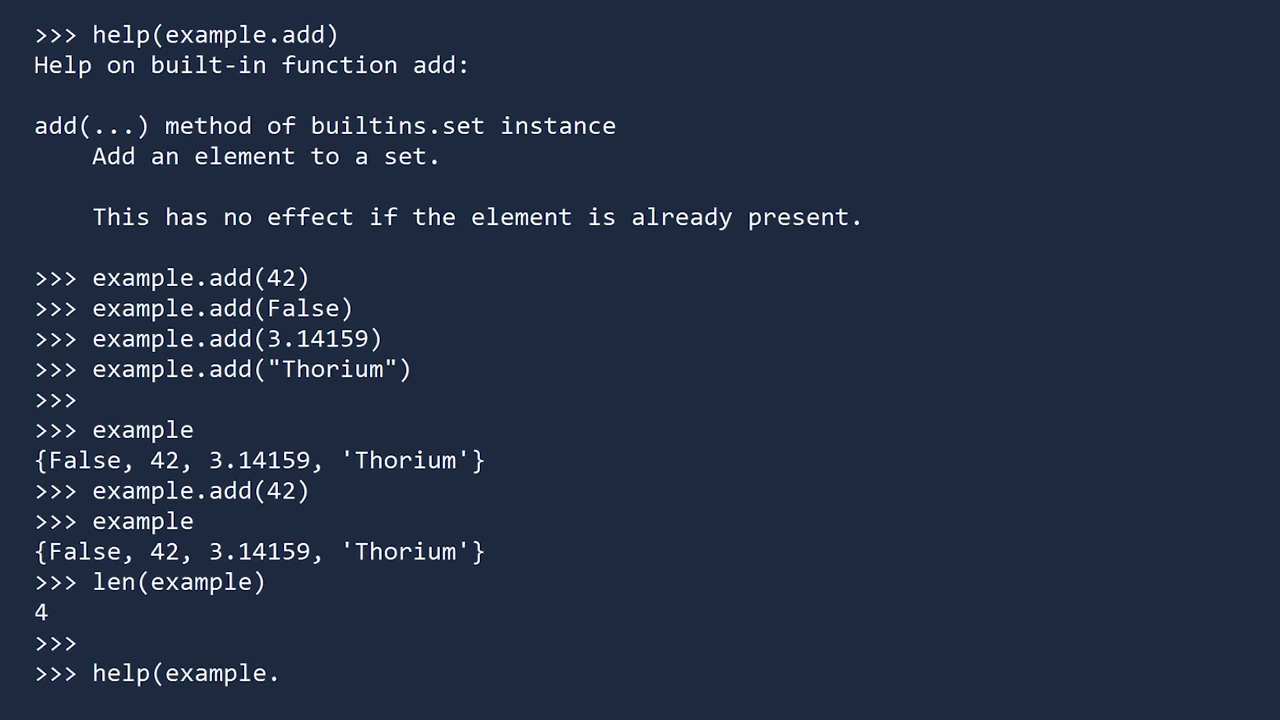 >>> help(example.add)
Help on built-in function add:
add(...) method of builtins.set instance
    Add an element to a set.
    This has no effect if the element is already present.
>>> example.add(42)
>>> example.add(False)
>>> example.add(3.14159)
>>> example.add("Thorium")
>>>
>>> example
{False, 42, 3.14159, 'Thorium'}
>>> example.add(42)
>>> example
{False, 42, 3.14159, 'Thorium'}
>>> len(example)
4
>>>
>>> help(example.